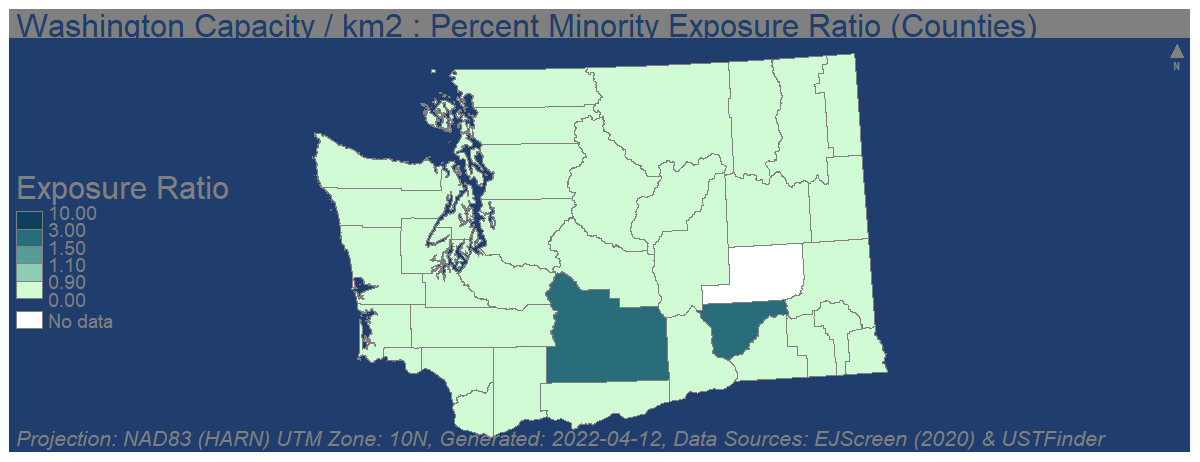 Washington Capacity / km2 : Percent Minority Exposure Ratio (Counties)
N
Exposure Ratio
10.00
3.00
1.50
1.10
0.90
0.00
No data
Projection: NAD83 (HARN) UTM Zone: 10N, Generated: 2022-04-12, Data Sources: EJScreen (2020) & USTFinder